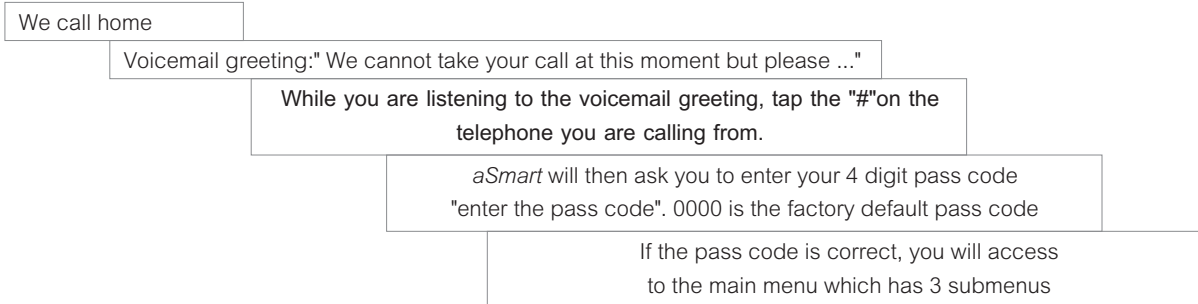 We call home
Voicemail greeting:" We cannot take your call at this moment but please ..."
While you are listening to the voicemail greeting, tap the "#"on the
telephone you are calling from.
aSmart will then ask you to enter your 4 digit pass code
"enter the pass code". 0000 is the factory default pass code
If the pass code is correct, you will access
to the main menu which has 3 submenus